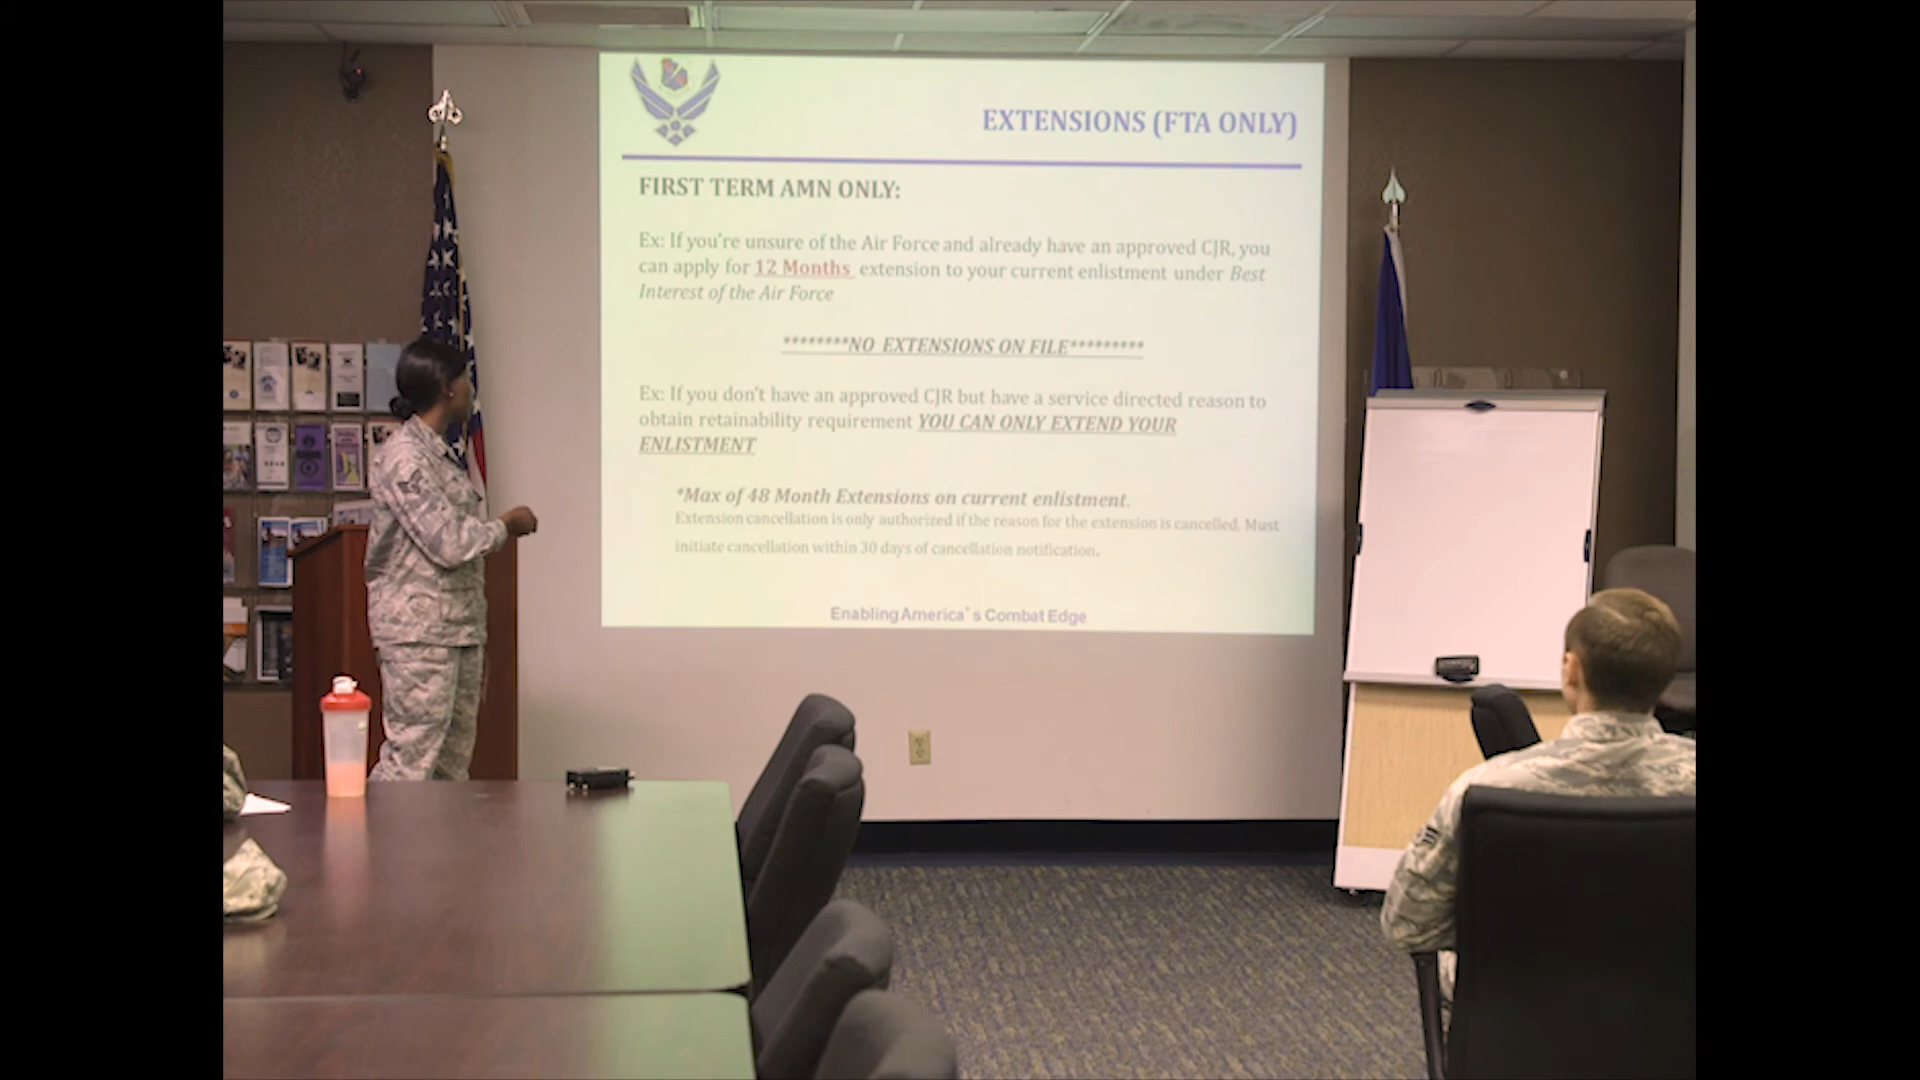 EXTENSIONS (FTA ONLY)
FIRST TERM AMN ONLY:
Ex: If you're unsure of the Air Force and already have an approved CJR, you
can apply for 12 Months extension to your current enlistment under Best
Interest of the Air Force
********NO EXTENSIONS ON FILE*********
Ex: If you don't have an approved CJR but have a service directed reason to
obtain retainability requirement YOU CAN ONLY EXTEND YOUR
ENLISTMENT
*Max of 48 Month Extensions on current enlistment.
Extension cancellation is only authorized if the reason for the extension is cancelled. Must
initiate cancellation within 30 days of cancellation notification.
Enabling America's Combat Edge